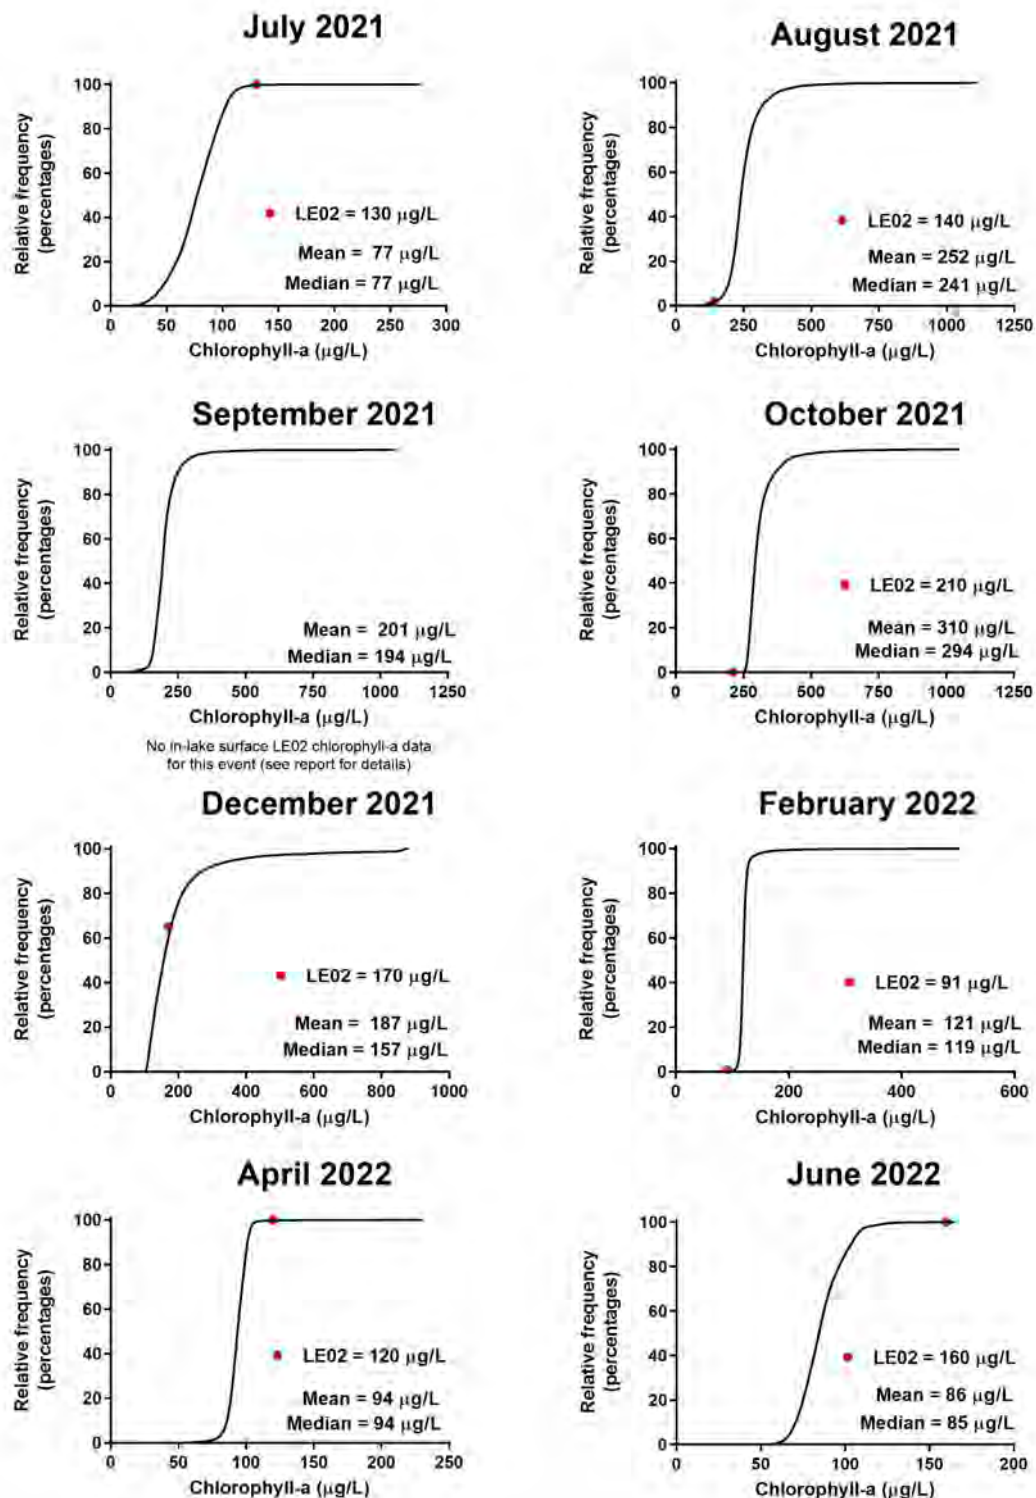 July 2021
Relative frequency
(percentages)
100
80
60
40
20
0
LE02 = 130 µg/L
Mean = 77 µg/L
Median = 77 µg/L
0 50 100 150 200 250 300
Chlorophyll-a (µg/L)
August 2021
Relative frequency
(percentages)
100
80
60
40
20
0
LE02 = 140 µg/L
Mean = 252 µg/L
Median = 241 µg/L
0 250 500 750 1000 1250
Chlorophyll-a (µg/L)
September 2021
Relative frequency
(percentages)
100
80
60
40
20
0
Mean = 201 µg/L
Median = 194 µg/L
0 250 500 750 1000 1250
Chlorophyll-a (µg/L)
No in-lake surface LE02 chlorophyll-a data
for this event (see report for details)
October 2021
Relative frequency
(percentages)
100
80
60
40
20
0
LE02 = 210 µg/L
Mean = 310 µg/L
Median = 294 µg/L
0 250 500 750 1000 1250
Chlorophyll-a (µg/L)
December 2021
Relative frequency
(percentages)
100
80
60
40
20
0
LE02 = 170 µg/L
Mean = 187 µg/L
Median = 157 µg/L
0 200 400 600 800 1000
Chlorophyll-a (µg/L)
February 2022
Relative frequency
(percentages)
100
80
60
40
20
0
LE02 = 91 µg/L
Mean = 121 µg/L
Median = 119 µg/L
0 200 400 600
Chlorophyll-a (µg/L)
April 2022
Relative frequency
(percentages)
100
80
60
40
20
0
LE02 = 120 µg/L
Mean = 94 µg/L
Median = 94 µg/L
0 50 100 150 200 250
Chlorophyll-a (µg/L)
June 2022
Relative frequency
(percentages)
100
80
60
40
20
0
LE02 = 160 µg/L
Mean = 86 µg/L
Median = 85 µg/L
0 50 100 150 200
Chlorophyll-a (µg/L)